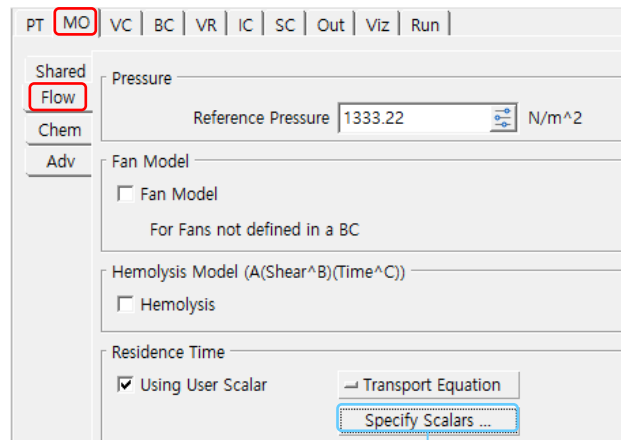 PT MO VC BC VR IC SC Out Viz Run
Shared
Flow
Chem
Adv
Pressure
Reference Pressure 1333.22 N/m^2
Fan Model
Fan Model
For Fans not defined in a BC
Hemolysis Model (A(Shear^B)(Time^C))
Hemolysis
Residence Time
Using User Scalar Transport Equation
Specify Scalars ...